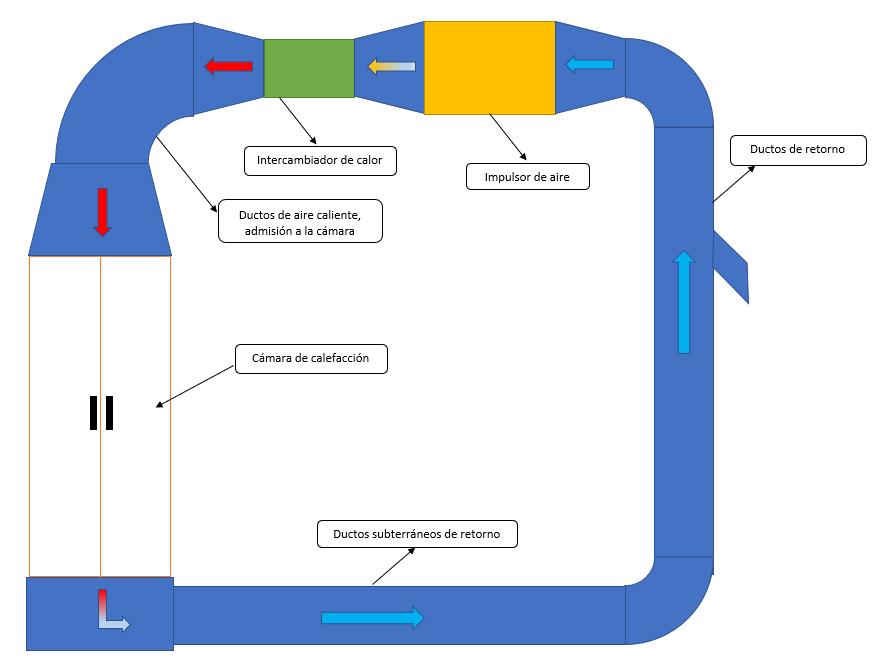 Intercambiador de calor
Impulsor de aire
Ductos de retorno
Ductos de aire caliente,
admisión a la cámara
Cámara de calefacción
Ductos subterráneos de retorno